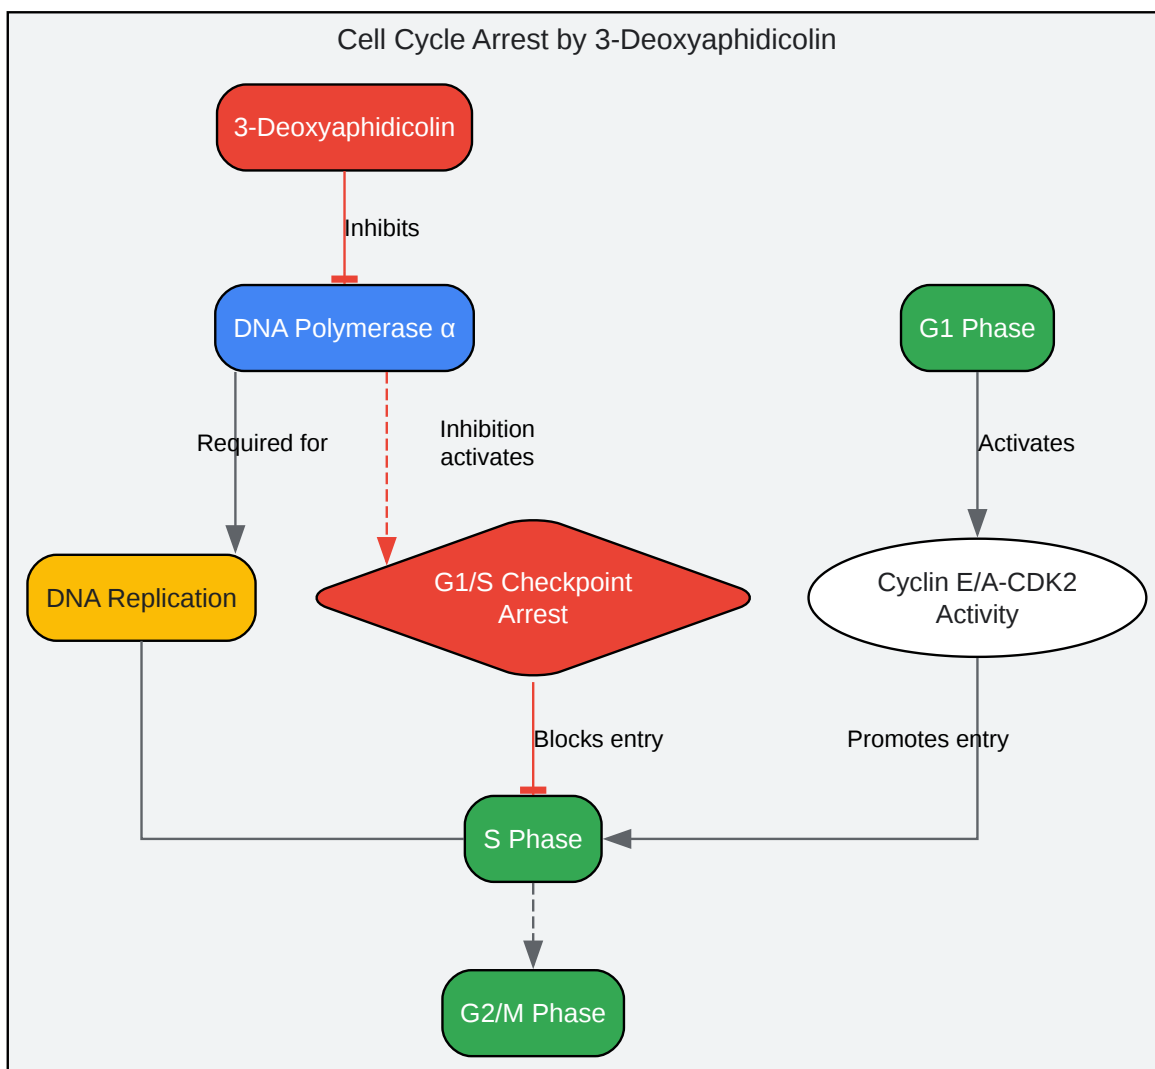 Cell Cycle Arrest by 3-Deoxyaphidicolin
3-Deoxyaphidicolin
Inhibits
DNA Polymerase α
G1 Phase
Required for
Inhibition
activates
Activates
DNA Replication
G1/S Checkpoint
Arrest
Cyclin E/A-CDK2
Activity
Blocks entry
Promotes entry
S Phase
G2/M Phase